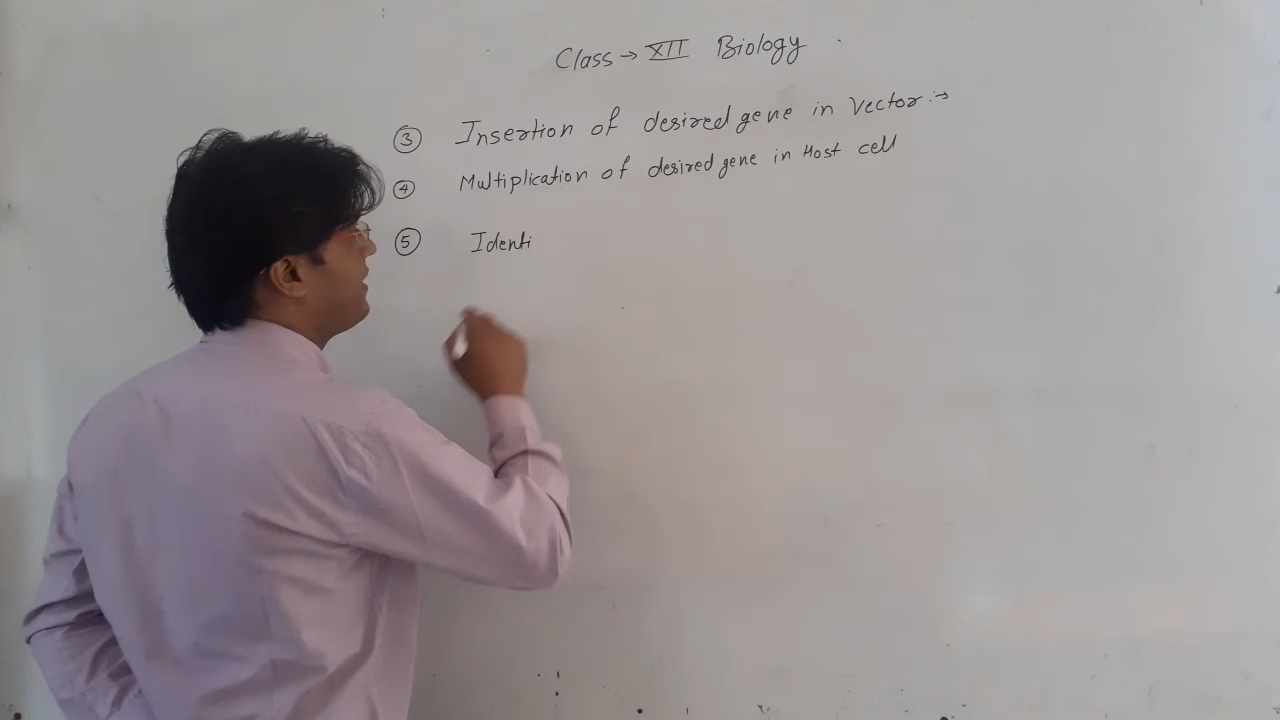 Class → XII Biology
③ Insertion of desired gene in Vector :→
④ Multiplication of desired gene in Host cell
⑤ Identi